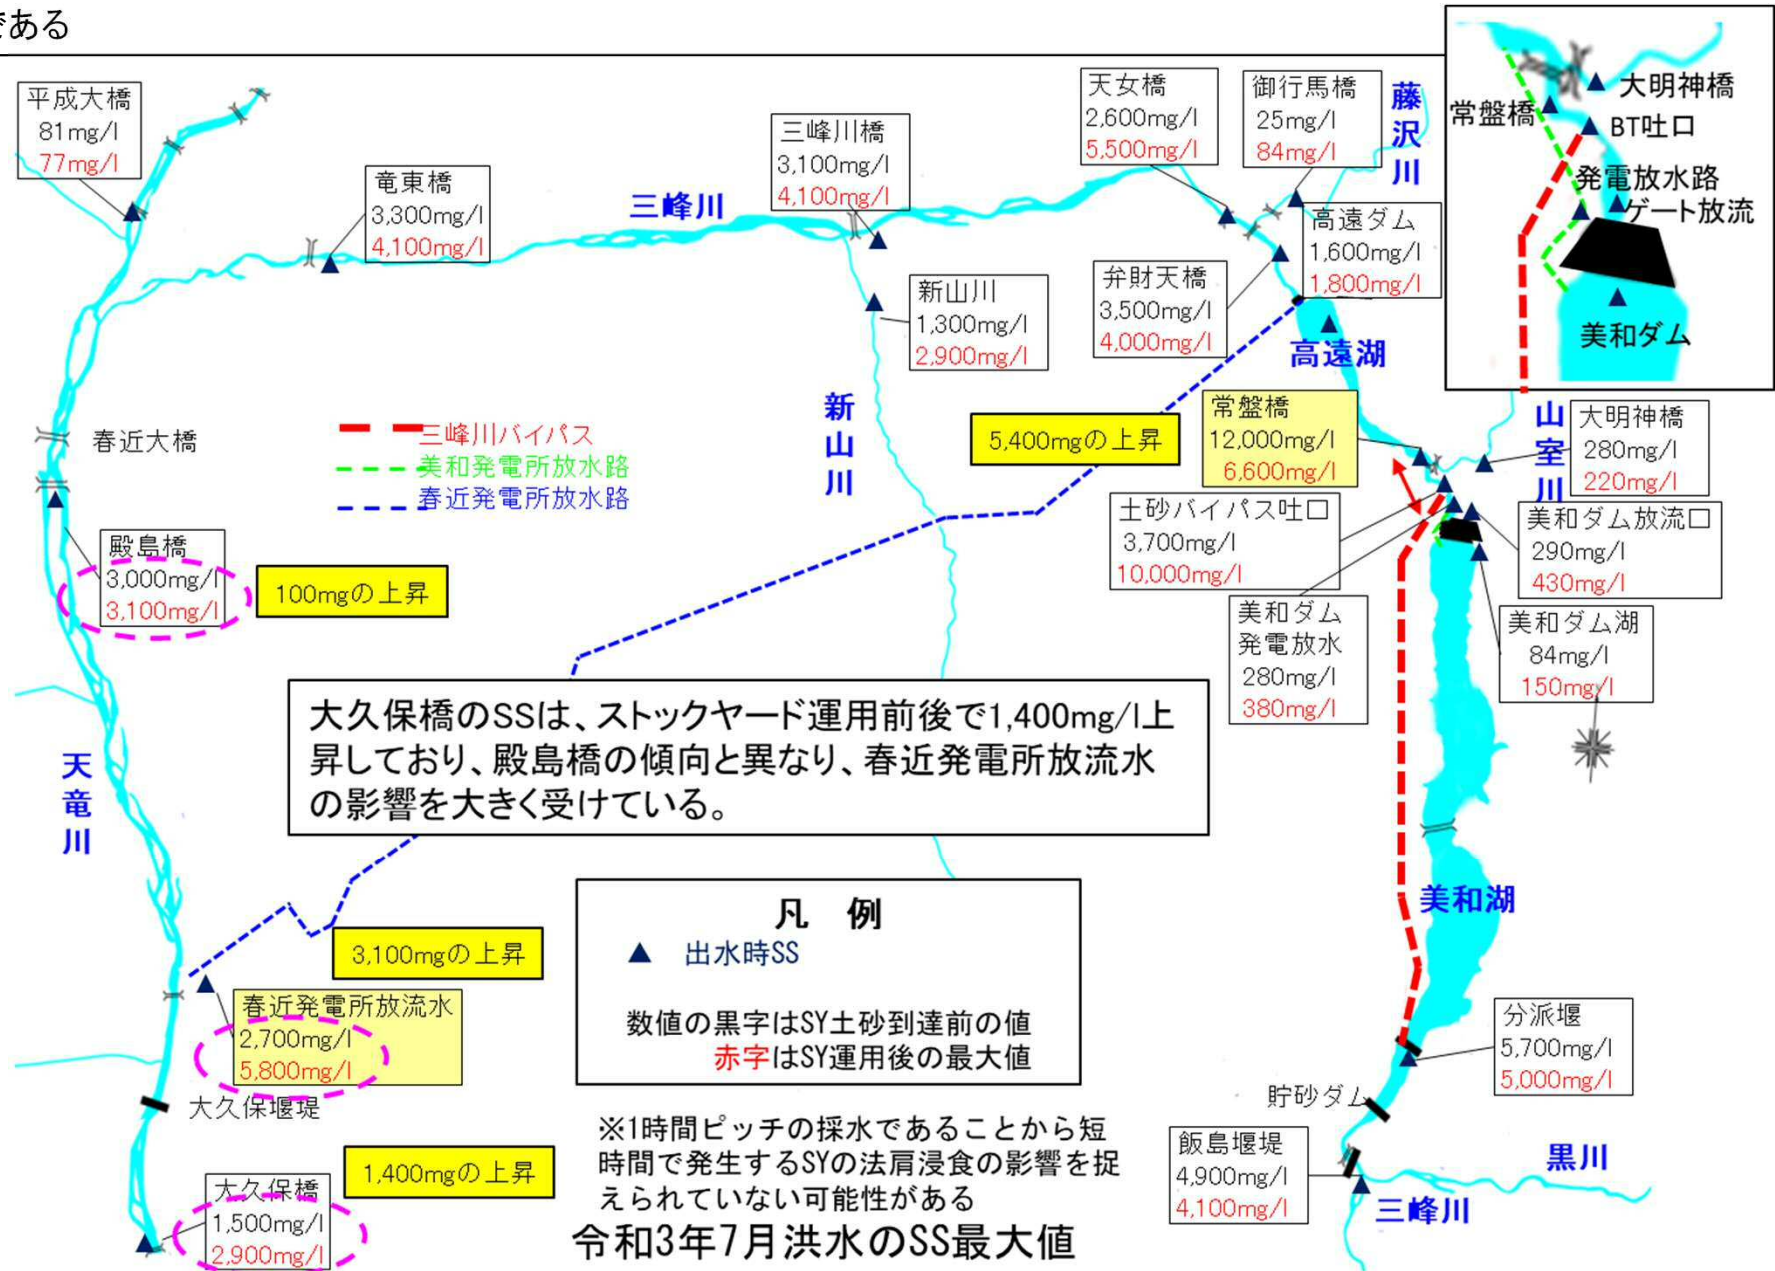 である
平成大橋
81mg/l
77mg/l
竜東橋
3,300mg/l
4,100mg/l
三峰川
三峰川橋
3,100mg/l
4,100mg/l
天女橋
2,600mg/l
5,500mg/l
御行馬橋
25mg/l
84mg/l
藤沢川
高遠ダム
1,600mg/l
1,800mg/l
弁財天橋
3,500mg/l
4,000mg/l
新山川
1,300mg/l
2,900mg/l
高遠湖
大明神橋
常盤橋
BT吐口
発電放水路
ゲート放流
美和ダム
春近大橋
三峰川バイパス
美和発電所放水路
春近発電所放水路
新山川
5,400mgの上昇
常盤橋
12,000mg/l
6,600mg/l
山室川
大明神橋
280mg/l
220mg/l
土砂バイパス吐口
3,700mg/l
10,000mg/l
美和ダム放流口
290mg/l
430mg/l
殿島橋
3,000mg/l
3,100mg/l
100mgの上昇
美和ダム
発電放水
280mg/l
380mg/l
美和ダム湖
84mg/l
150mg/l
大久保橋のSSは、ストックヤード運用前後で1,400mg/l上
昇しており、殿島橋の傾向と異なり、春近発電所放流水
の影響を大きく受けている。
天竜川
美和湖
凡 例
出水時SS
数値の黒字はSY土砂到達前の値
赤字はSY運用後の最大値
3,100mgの上昇
春近発電所放流水
2,700mg/l
5,800mg/l
大久保堰堤
分派堰
5,700mg/l
5,000mg/l
貯砂ダム
飯島堰堤
4,900mg/l
4,100mg/l
黒川
三峰川
1,400mgの上昇
大久保橋
1,500mg/l
2,900mg/l
※1時間ピッチの採水であることから短
時間で発生するSYの法肩浸食の影響を捉
えられていない可能性がある
令和3年7月洪水のSS最大値